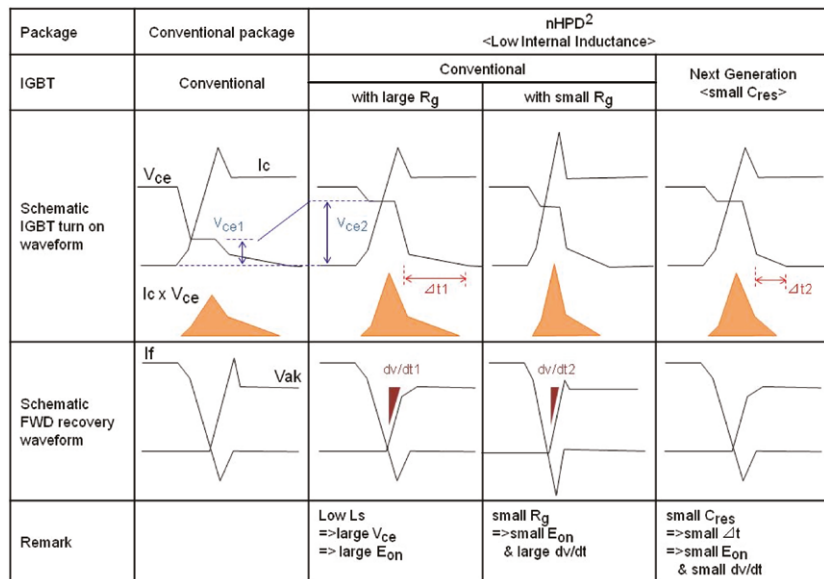 Package
Conventional package
nHPD2
<Low Internal Inductance>
IGBT
Conventional
Conventional
with large Rg
with small Rg
Next Generation
<small Cres>
Schematic
IGBT turn on
waveform
Vce
Ic
Vce1
Ic x Vce
Vce2
⊿t1
⊿t2
Schematic
FWD recovery
waveform
If
Vak
dv/dt1
dv/dt2
Remark
Low Ls
=>large Vce
=> large Eon
small Rg
=>small Eon
& large dv/dt
small Cres
=>small ⊿t
=>small Eon
& small dv/dt